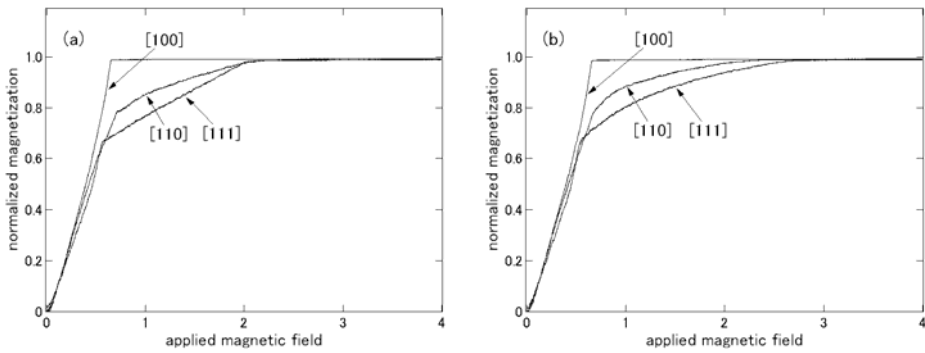 (a)
[100]
[110]
[111]
normalized magnetization
1.0
0.8
0.6
0.4
0.2
0
0 1 2 3 4
applied magnetic field
(b)
[100]
[110]
[111]
normalized magnetization
1.0
0.8
0.6
0.4
0.2
0
0 1 2 3 4
applied magnetic field